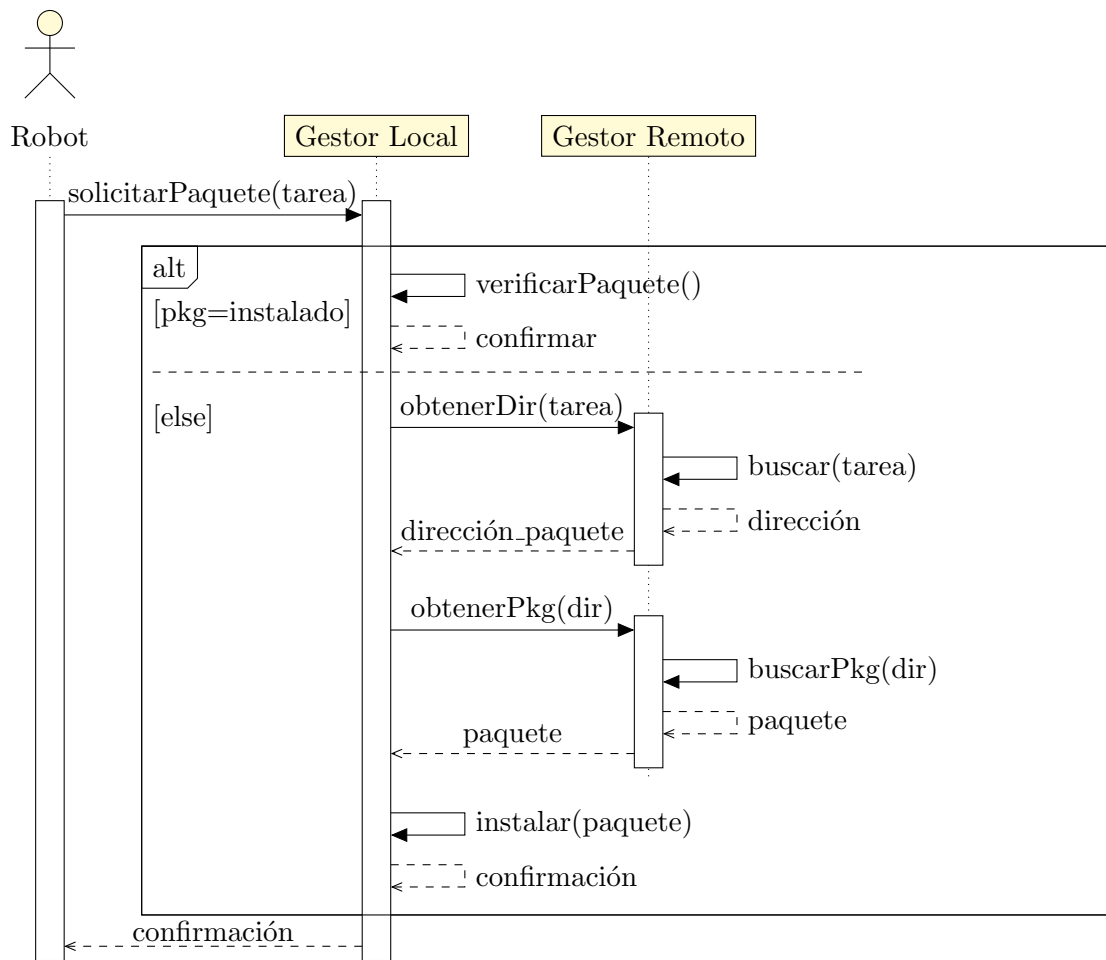 Robot
Gestor Local
Gestor Remoto
solicitarPaquete(tarea)
alt
verificarPaquete()
[pkg=instalado]
confirmar
[else]
obtenerDir(tarea)
buscar(tarea)
dirección
dirección_paquete
obtenerPkg(dir)
buscarPkg(dir)
paquete
paquete
instalar(paquete)
confirmación
confirmación